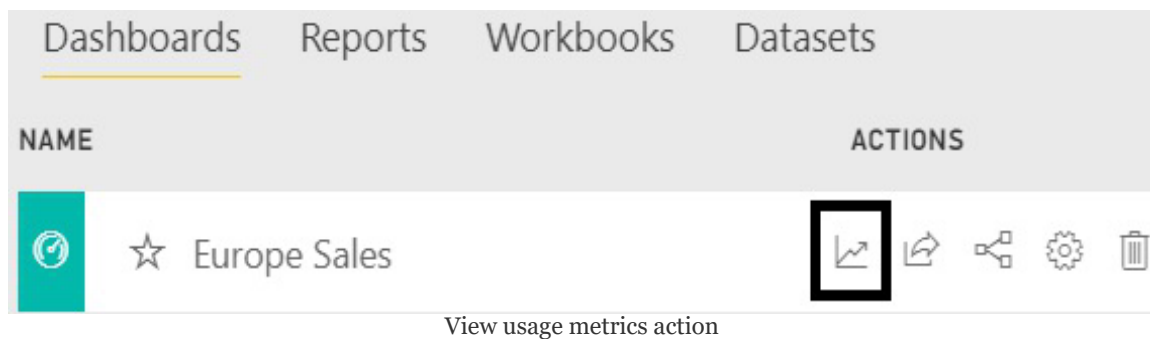 Dashboards Reports Workbooks Datasets
NAME ACTIONS
Europe Sales
View usage metrics action